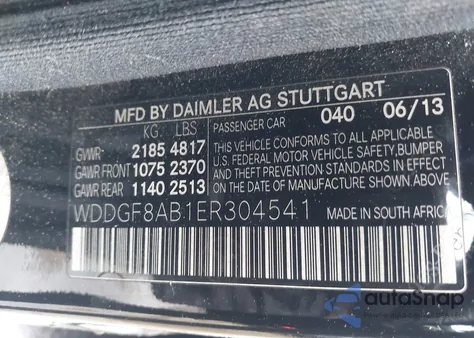 MFD BY DAIMLER AG STUTTGART
KG LBS PASSENGER CAR 040 06/13
GVWR 2185 4817
GAWR FRONT 1075 2370
GAWR REAR 1140 2513
THIS VEHICLE CONFORMS TO ALL APPLICABLE
U.S. FEDERAL MOTOR VEHICLE SAFETY, BUMPER
AND THEFT PREVENTION STANDARDS IN EFFECT
ON THE DATE OF MANUFACTURE SHOWN ABOVE
WDDGF8AB1ER304541 MADE IN SOUTH AFRI
autoSnap